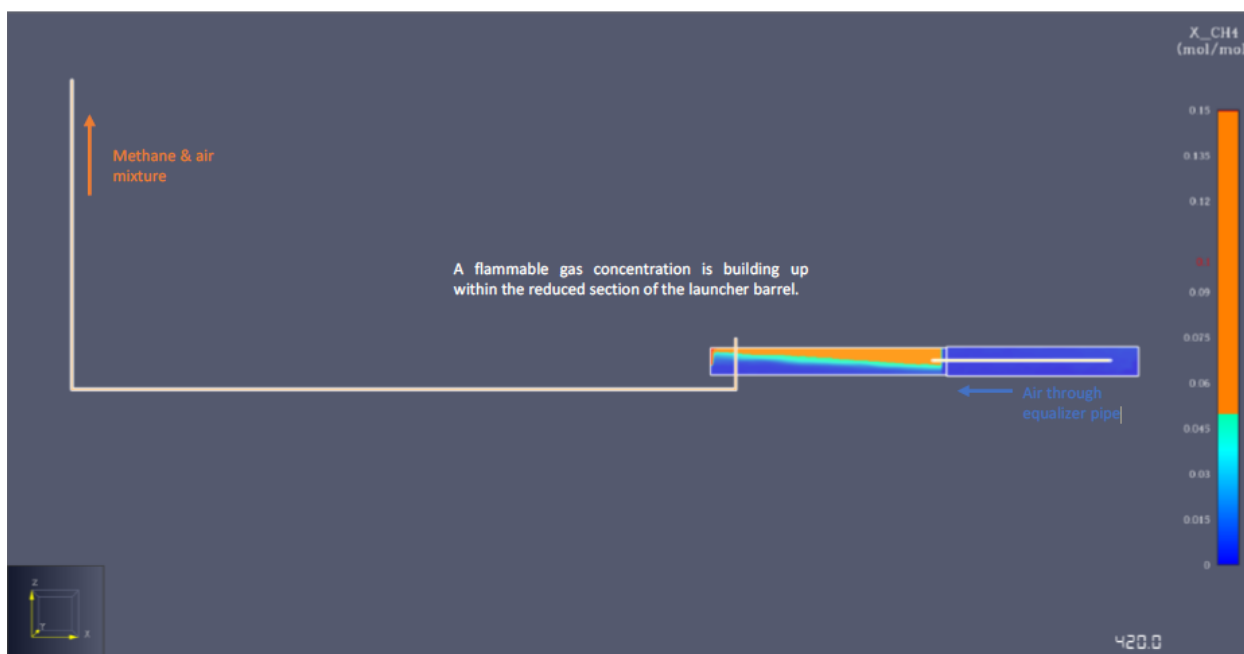 X_CH4
(mol/mol
0.15
0.135
Methane & air
mixture
0.12
A flammable gas concentration is building up
within the reduced section of the launcher barrel.
0.1
0.09
0.075
0.06
Air through
equalizer pipe
0.045
0.03
0.015
0
Z
Y
X
420.0